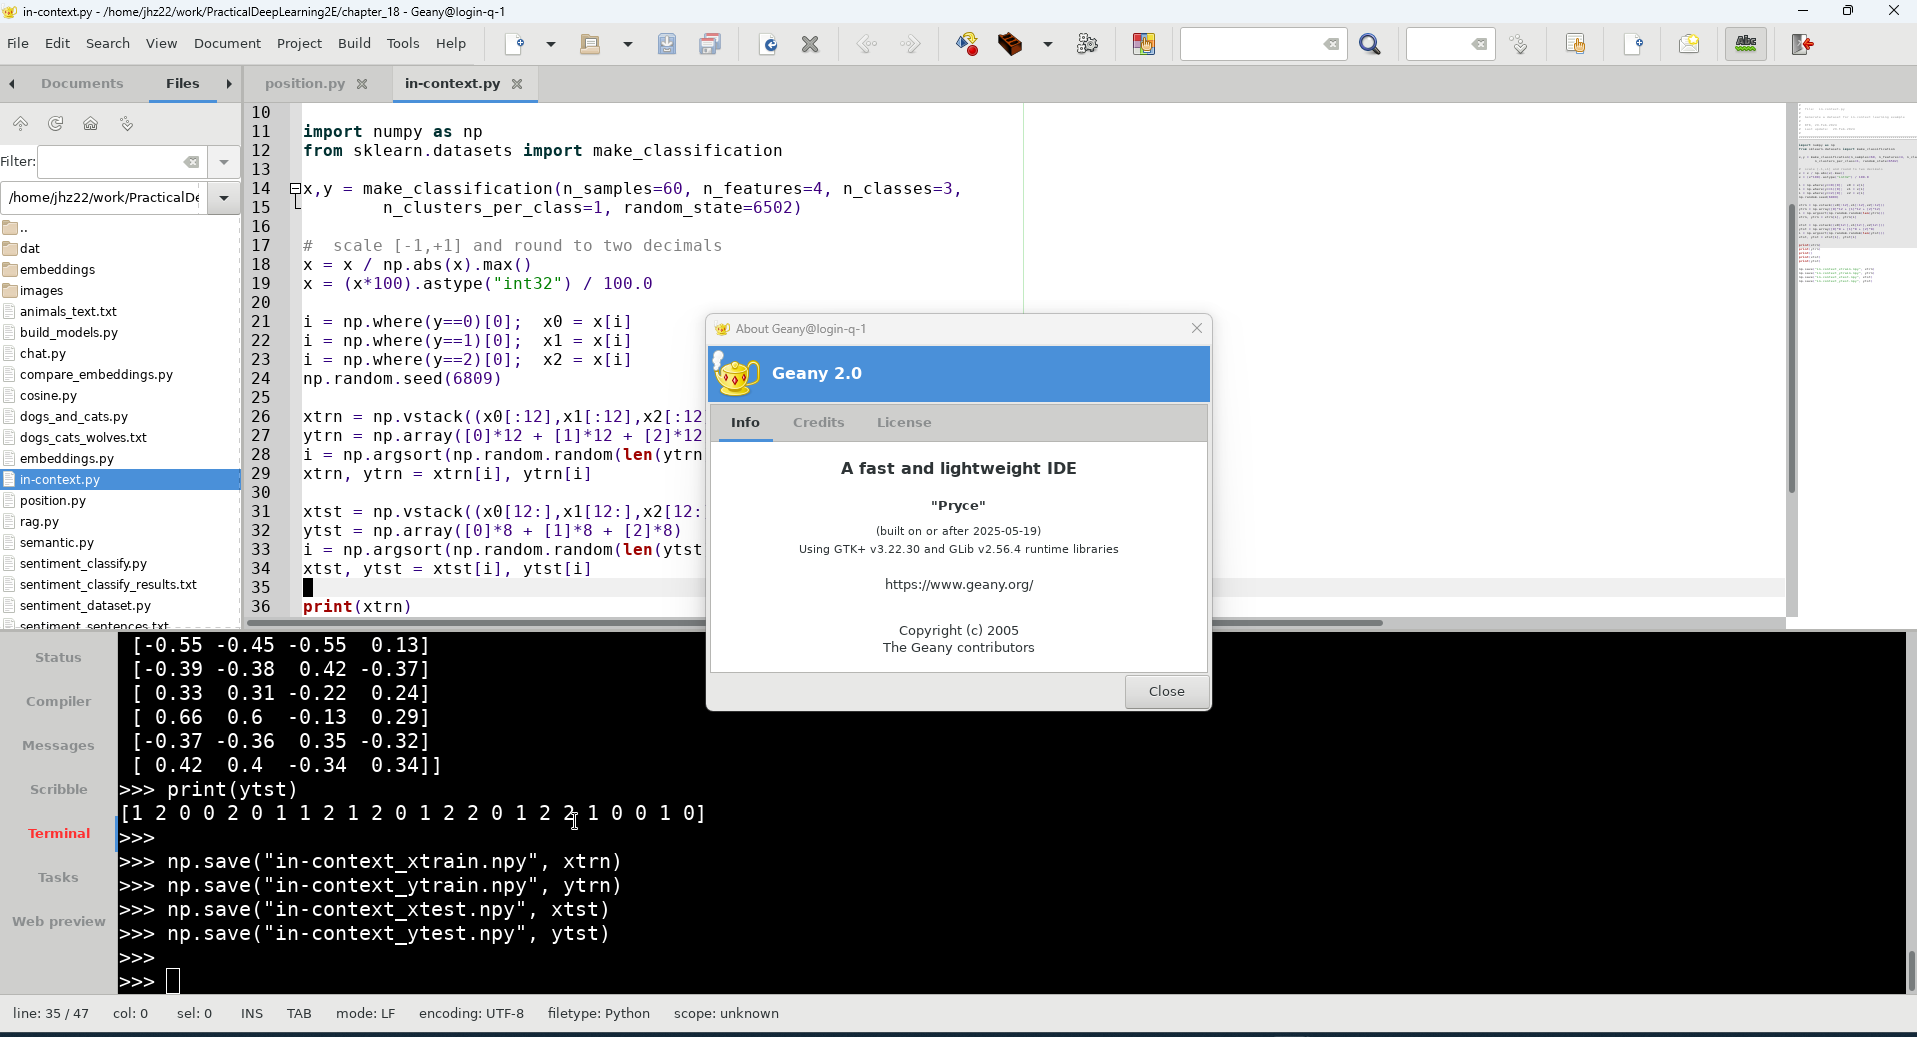 in-context.py - /home/jhz22/work/PracticalDeepLearning2E/chapter_18 - Geany@login-q-1
File Edit Search View Document Project Build Tools Help
Documents Files
position.py in-context.py
Filter:
/home/jhz22/work/PracticalDe
..
dat
embeddings
images
animals_text.txt
build_models.py
chat.py
compare_embeddings.py
cosine.py
dogs_and_cats.py
dogs_cats_wolves.txt
embeddings.py
in-context.py
position.py
rag.py
semantic.py
sentiment_classify.py
sentiment_classify_results.txt
sentiment_dataset.py
sentiment_sentences.txt
10
11 import numpy as np
12 from sklearn.datasets import make_classification
13
14 x,y = make_classification(n_samples=60, n_features=4, n_classes=3,
15 n_clusters_per_class=1, random_state=6502)
16
17 # scale [-1,+1] and round to two decimals
18 x = x / np.abs(x).max()
19 x = (x*100).astype("int32") / 100.0
20
21 i = np.where(y==0)[0]; x0 = x[i]
22 i = np.where(y==1)[0]; x1 = x[i]
23 i = np.where(y==2)[0]; x2 = x[i]
24 np.random.seed(6809)
25
26 xtrn = np.vstack((x0[:12],x1[:12],x2[:12
27 ytrn = np.array([0]*12 + [1]*12 + [2]*12
28 i = np.argsort(np.random.random(len(ytrn
29 xtrn, ytrn = xtrn[i], ytrn[i]
30
31 xtst = np.vstack((x0[12:],x1[12:],x2[12:
32 ytst = np.array([0]*8 + [1]*8 + [2]*8)
33 i = np.argsort(np.random.random(len(ytst
34 xtst, ytst = xtst[i], ytst[i]
35
36 print(xtrn)
About Geany@login-q-1
Geany 2.0
Info Credits License
A fast and lightweight IDE
"Pryce"
(built on or after 2025-05-19)
Using GTK+ v3.22.30 and GLib v2.56.4 runtime libraries
https://www.geany.org/
Copyright (c) 2005
The Geany contributors
Close
Status
Compiler
Messages
Scribble
Terminal
Tasks
Web preview
[-0.55 -0.45 -0.55 0.13]
[-0.39 -0.38 0.42 -0.37]
[ 0.33 0.31 -0.22 0.24]
[ 0.66 0.6 -0.13 0.29]
[-0.37 -0.36 0.35 -0.32]
[ 0.42 0.4 -0.34 0.34]]
>>> print(ytst)
[1 2 0 0 2 0 1 1 2 1 2 0 1 2 2 0 1 2 2 1 0 0 1 0]
>>>
>>> np.save("in-context_xtrain.npy", xtrn)
>>> np.save("in-context_ytrain.npy", ytrn)
>>> np.save("in-context_xtest.npy", xtst)
>>> np.save("in-context_ytest.npy", ytst)
>>>
>>>
line: 35 / 47 col: 0 sel: 0 INS TAB mode: LF encoding: UTF-8 filetype: Python scope: unknown